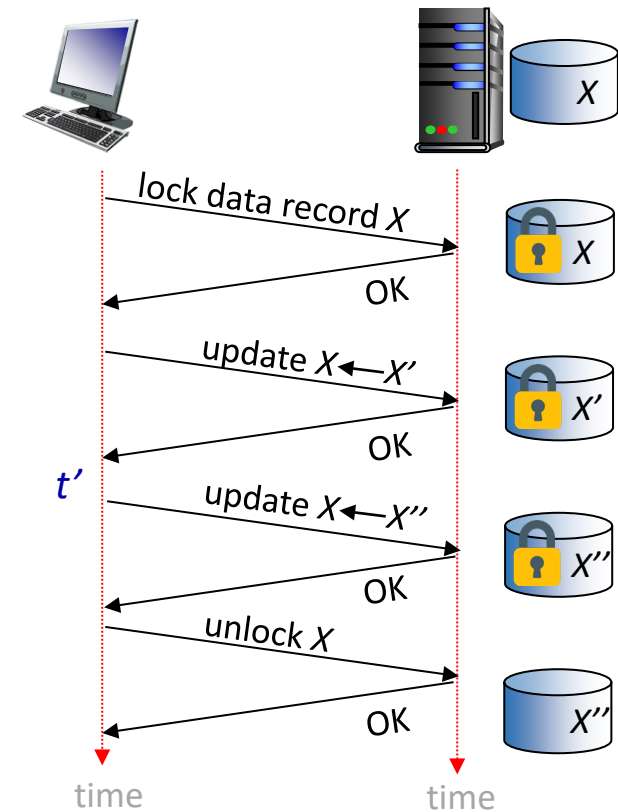 X
lock data record X
X
OK
update X←X’
X’
OK
t’
update X←X’’
X’’
OK
unlock X
X’’
OK
time
time